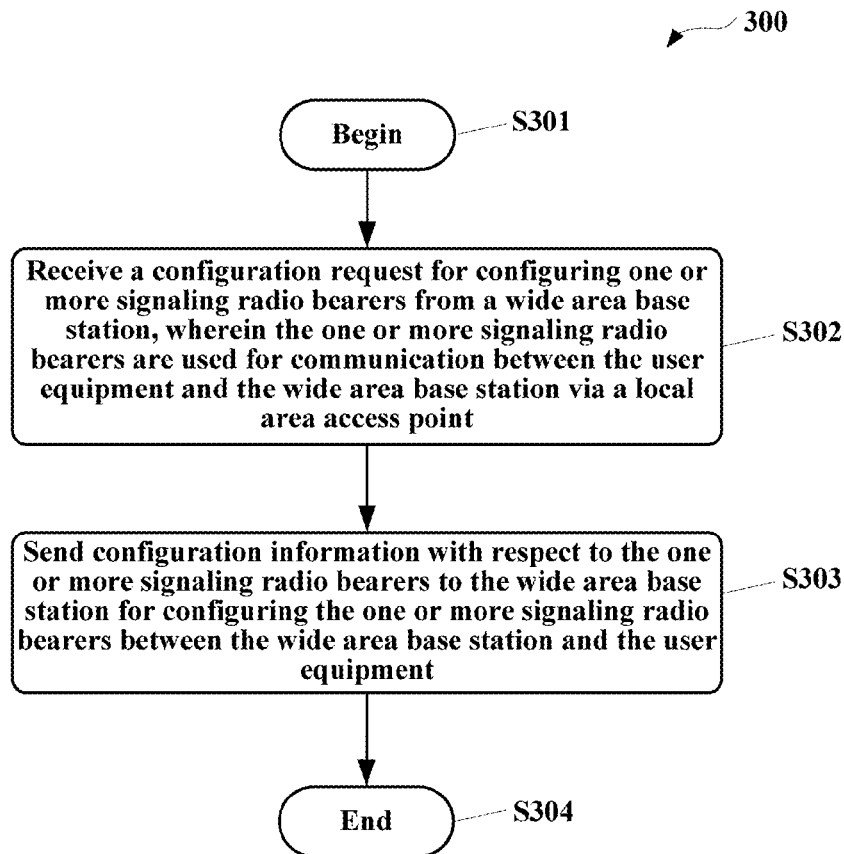 300
Begin
S301
Receive a configuration request for configuring one or
more signaling radio bearers from a wide area base
station, wherein the one or more signaling radio
bearers are used for communication between the user
equipment and the wide area base station via a local
area access point
S302
Send configuration information with respect to the one
or more signaling radio bearers to the wide area base
station for configuring the one or more signaling radio
bearers between the wide area base station and the user
equipment
S303
End
S304